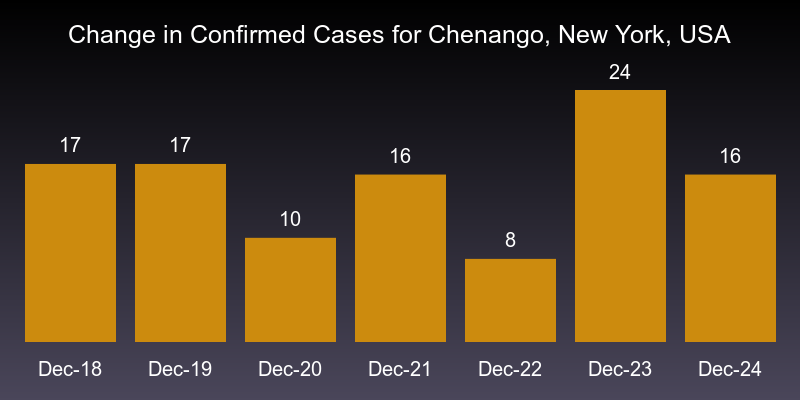 Change in Confirmed Cases for Chenango, New York, USA
24
17 17
16 16
10
8
Dec-18 Dec-19 Dec-20 Dec-21 Dec-22 Dec-23 Dec-24